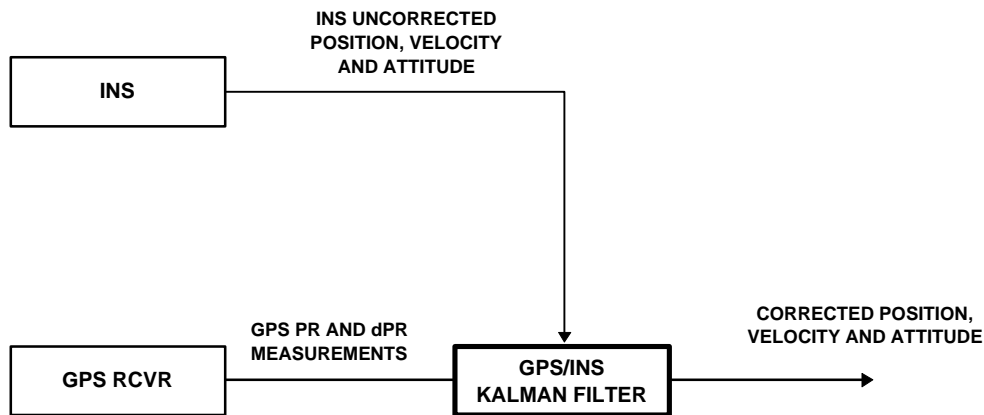 INS UNCORRECTED
POSITION, VELOCITY
AND ATTITUDE
INS
GPS PR AND dPR
MEASUREMENTS
CORRECTED POSITION,
VELOCITY AND ATTITUDE
GPS RCVR
GPS/INS
KALMAN FILTER